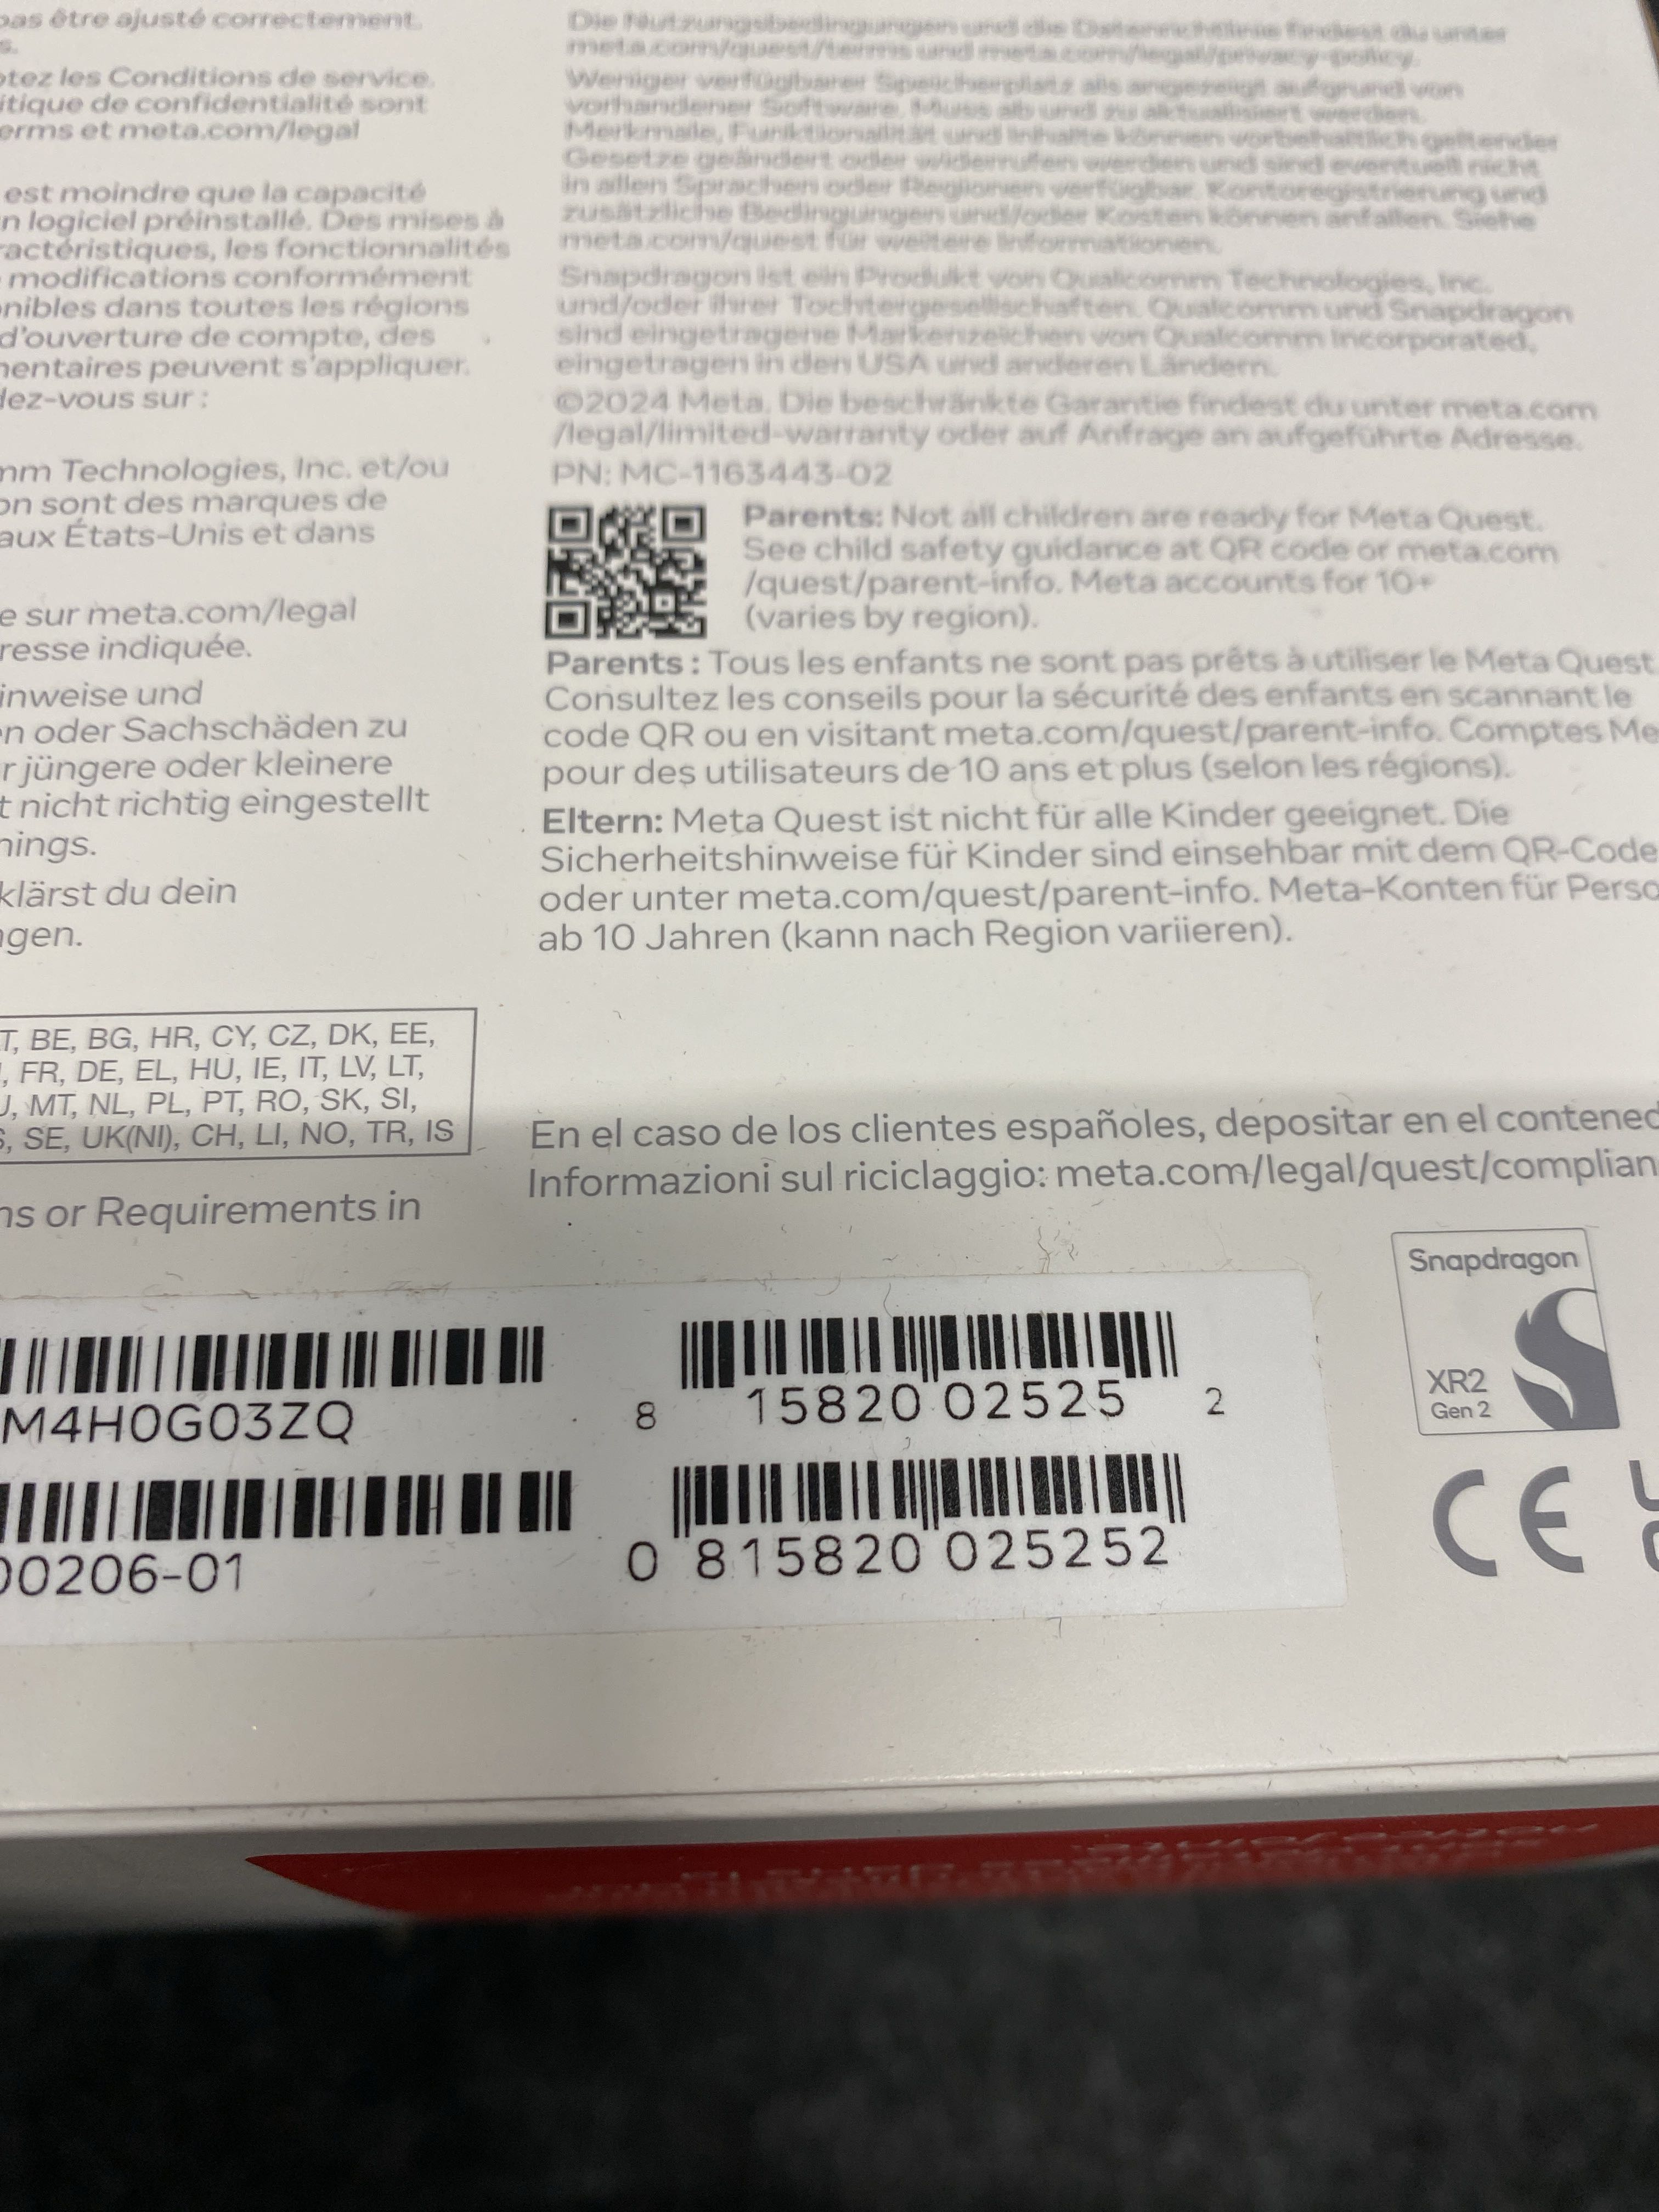 pas être ajusté correctement.
s.
otez les Conditions de service.
itique de confidentialité sont
erms et meta.com/legal
est moindre que la capacité
n logiciel préinstallé. Des mises à
ractéristiques, les fonctionnalités
modifications conformément
onibles dans toutes les régions
d'ouverture de compte, des
mentaires peuvent s'appliquer.
dez-vous sur :
mm Technologies, Inc. et/ou
on sont des marques de
aux États-Unis et dans
e sur meta.com/legal
resse indiquée.
inweise und
en oder Sachschäden zu
r jüngere oder kleinere
t nicht richtig eingestellt
nings.
klärst du dein
ngen.
T, BE, BG, HR, CY, CZ, DK, EE,
, FR, DE, EL, HU, IE, IT, LV, LT,
U, MT, NL, PL, PT, RO, SK, SI,
S, SE, UK(NI), CH, LI, NO, TR, IS
ns or Requirements in
Die Nutzungsbedingungen und die Datenrichtlinie findest du unter
meta.com/quest/terms und meta.com/legal/privacy-policy.
Weniger verfügbarer Speicherplatz als angezeigt aufgrund von
vorhandener Software. Muss ab und zu aktualisiert werden.
Merkmale, Funktionalität und Inhalte können vorbehaltlich geltender
Gesetze geändert oder widerrufen werden und sind eventuell nicht
in allen Sprachen oder Regionen verfügbar. Kontoregistrierung und
zusätzliche Bedingungen und/oder Kosten können anfallen. Siehe
meta.com/quest für weitere Informationen.
Snapdragon ist ein Produkt von Qualcomm Technologies, Inc.
und/oder ihrer Tochtergesellschaften. Qualcomm und Snapdragon
sind eingetragene Markenzeichen von Qualcomm Incorporated,
eingetragen in den USA und anderen Ländern.
©2024 Meta. Die beschränkte Garantie findest du unter meta.com
/legal/limited-warranty oder auf Anfrage an aufgeführte Adresse.
PN: MC-1163443-02
Parents: Not all children are ready for Meta Quest.
See child safety guidance at QR code or meta.com
/quest/parent-info. Meta accounts for 10+
(varies by region).
Parents : Tous les enfants ne sont pas prêts à utiliser le Meta Quest.
Consultez les conseils pour la sécurité des enfants en scannant le
code QR ou en visitant meta.com/quest/parent-info. Comptes Me
pour des utilisateurs de 10 ans et plus (selon les régions).
Eltern: Meta Quest ist nicht für alle Kinder geeignet. Die
Sicherheitshinweise für Kinder sind einsehbar mit dem QR-Code
oder unter meta.com/quest/parent-info. Meta-Konten für Perso
ab 10 Jahren (kann nach Region variieren).
En el caso de los clientes españoles, depositar en el contened
Informazioni sul riciclaggio: meta.com/legal/quest/complian
M4H0G03ZQ
00206-01
8 15820 02525 2
0 815820 025252
Snapdragon
XR2
Gen 2
CE